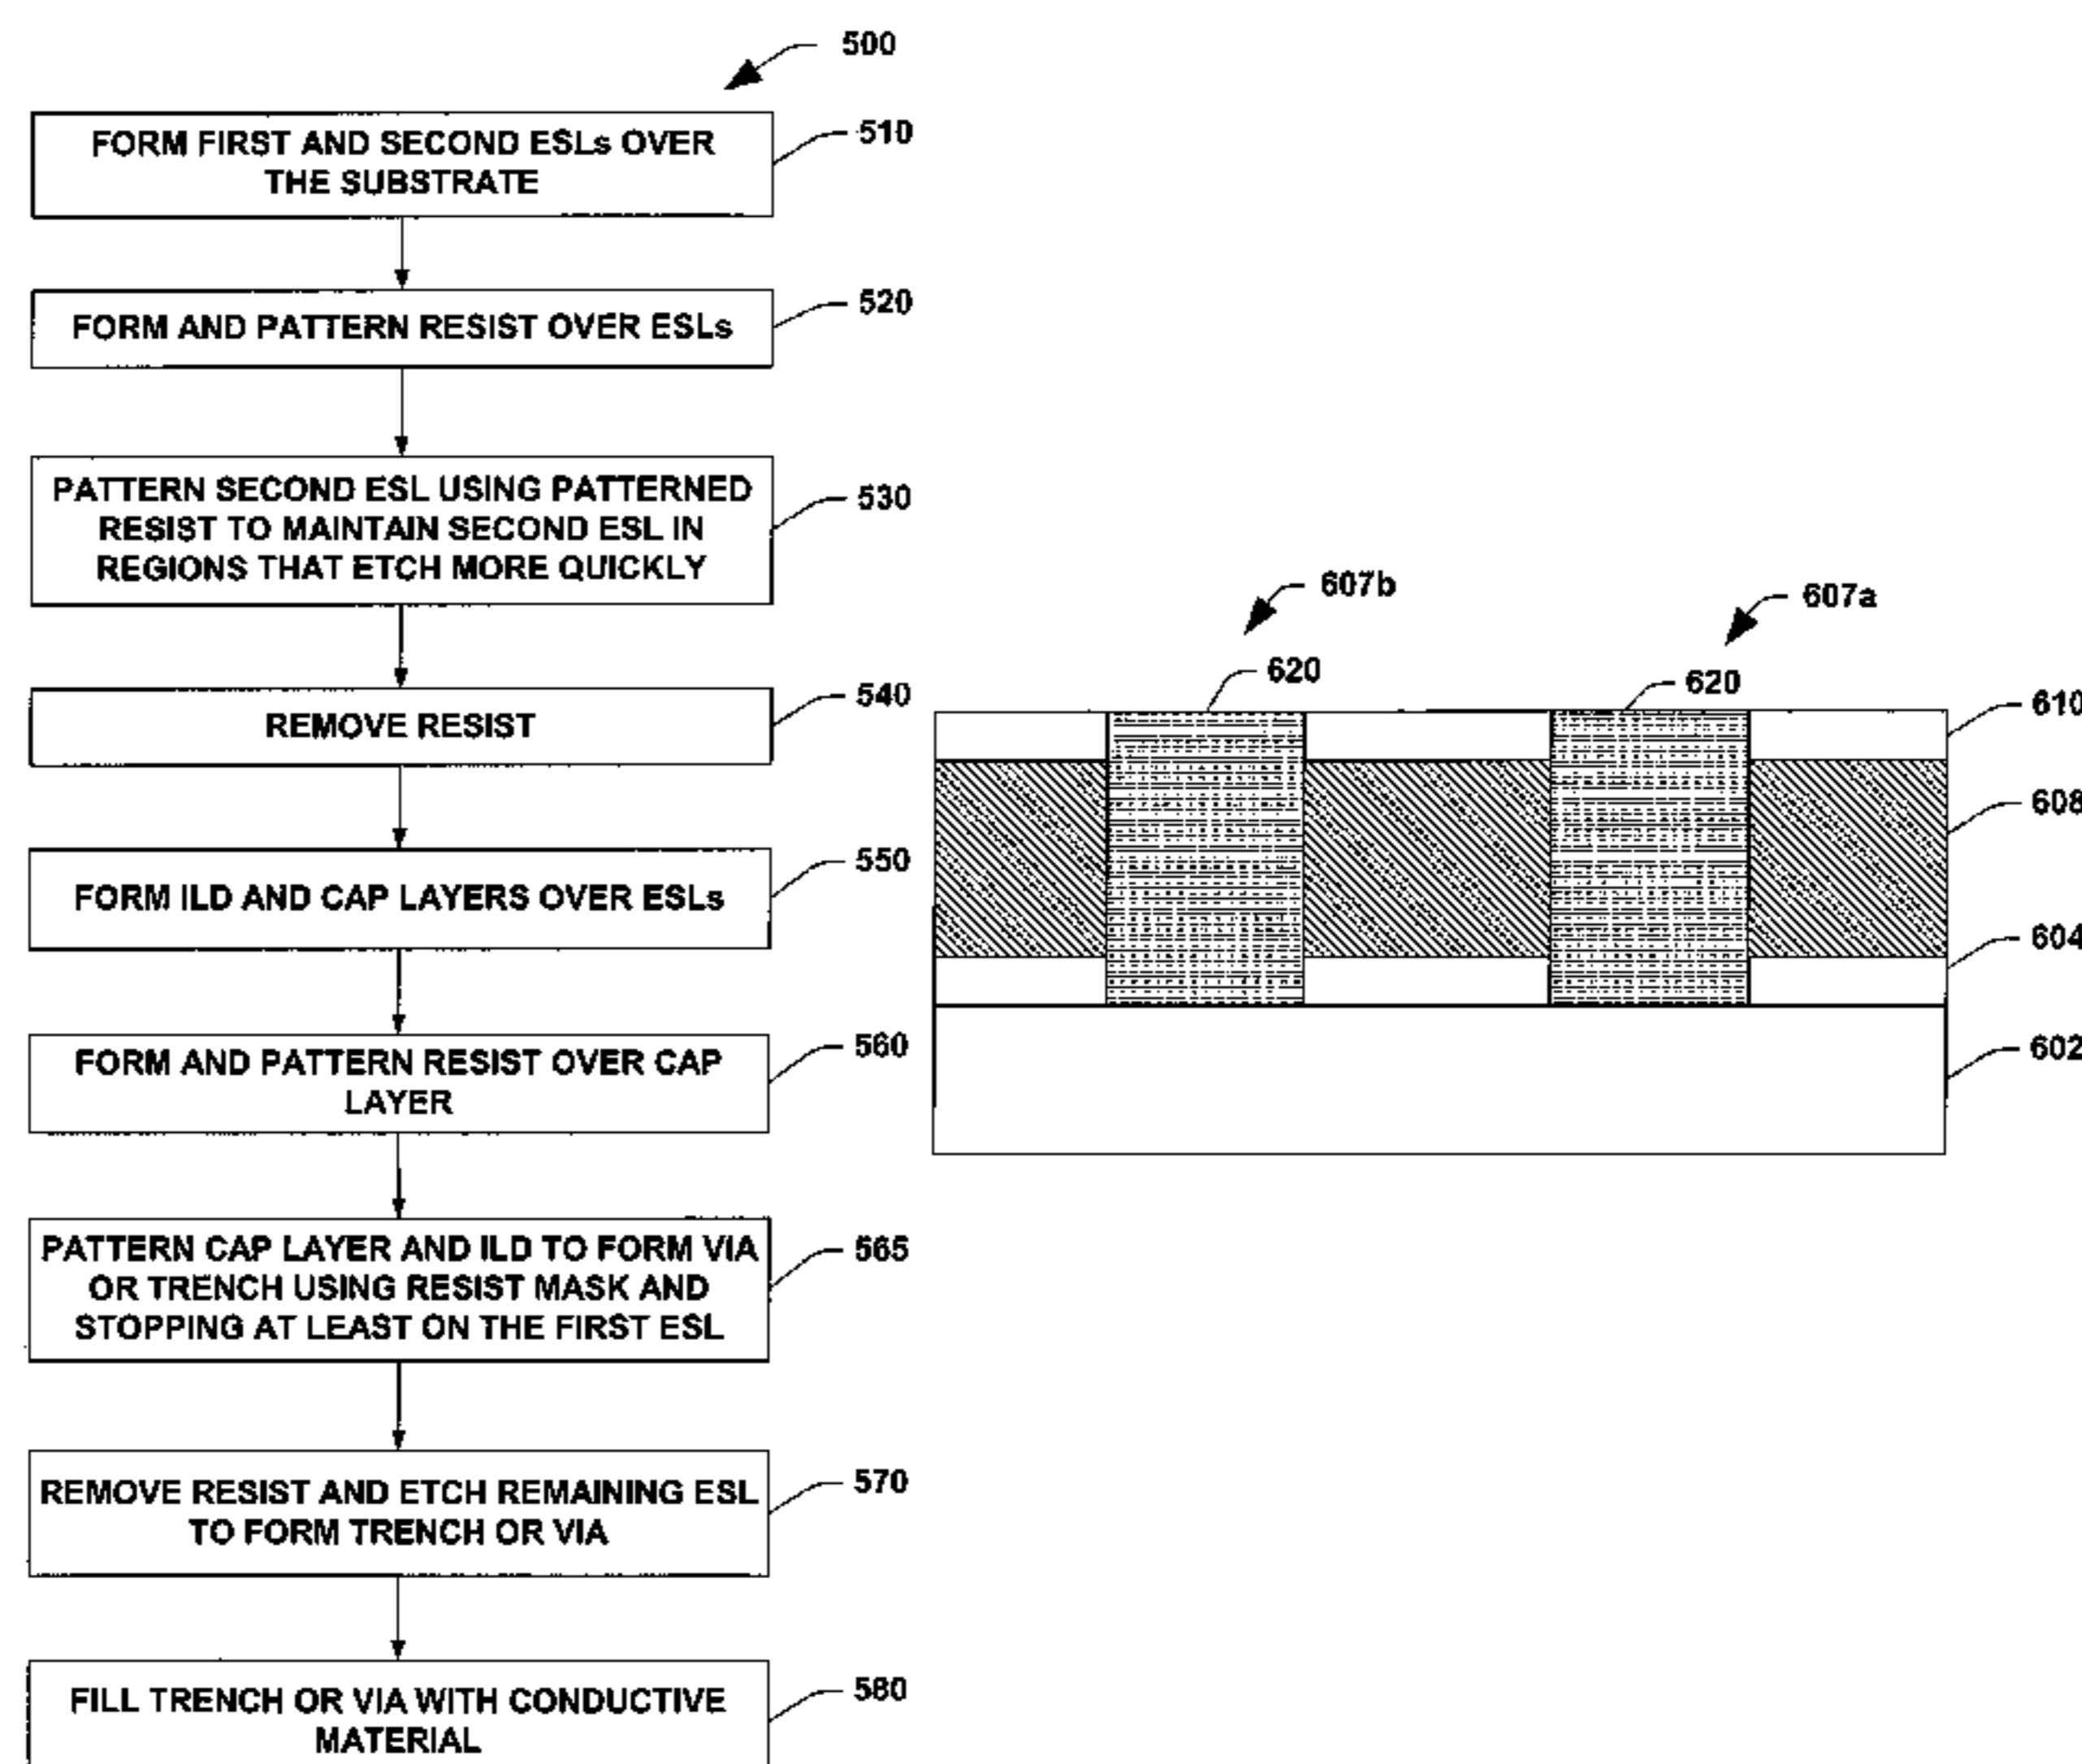 500
FORM FIRST AND SECOND ESLs OVER
THE SUBSTRATE
510
FORM AND PATTERN RESIST OVER ESLs
520
PATTERN SECOND ESL USING PATTERNED
RESIST TO MAINTAIN SECOND ESL IN
REGIONS THAT ETCH MORE QUICKLY
530
REMOVE RESIST
540
FORM ILD AND CAP LAYERS OVER ESLs
550
FORM AND PATTERN RESIST OVER CAP
LAYER
560
PATTERN CAP LAYER AND ILD TO FORM VIA
OR TRENCH USING RESIST MASK AND
STOPPING AT LEAST ON THE FIRST ESL
565
REMOVE RESIST AND ETCH REMAINING ESL
TO FORM TRENCH OR VIA
570
FILL TRENCH OR VIA WITH CONDUCTIVE
MATERIAL
580
607b
607a
620
620
610
608
604
602